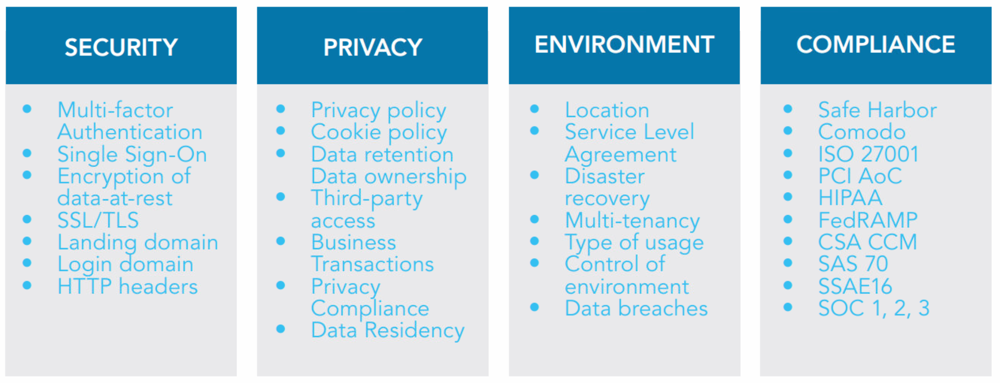 SECURITY
Multi-factor
Authentication
Single Sign-On
Encryption of
data-at-rest
SSL/TLS
Landing domain
Login domain
HTTP headers
PRIVACY
Privacy policy
Cookie policy
Data retention
Data ownership
Third-party
access
Business
Transactions
Privacy
Compliance
Data Residency
ENVIRONMENT
Location
Service Level
Agreement
Disaster
recovery
Multi-tenancy
Type of usage
Control of
environment
Data breaches
COMPLIANCE
Safe Harbor
Comodo
ISO 27001
PCI AoC
HIPAA
FedRAMP
CSA CCM
SAS 70
SSAE16
SOC 1, 2, 3